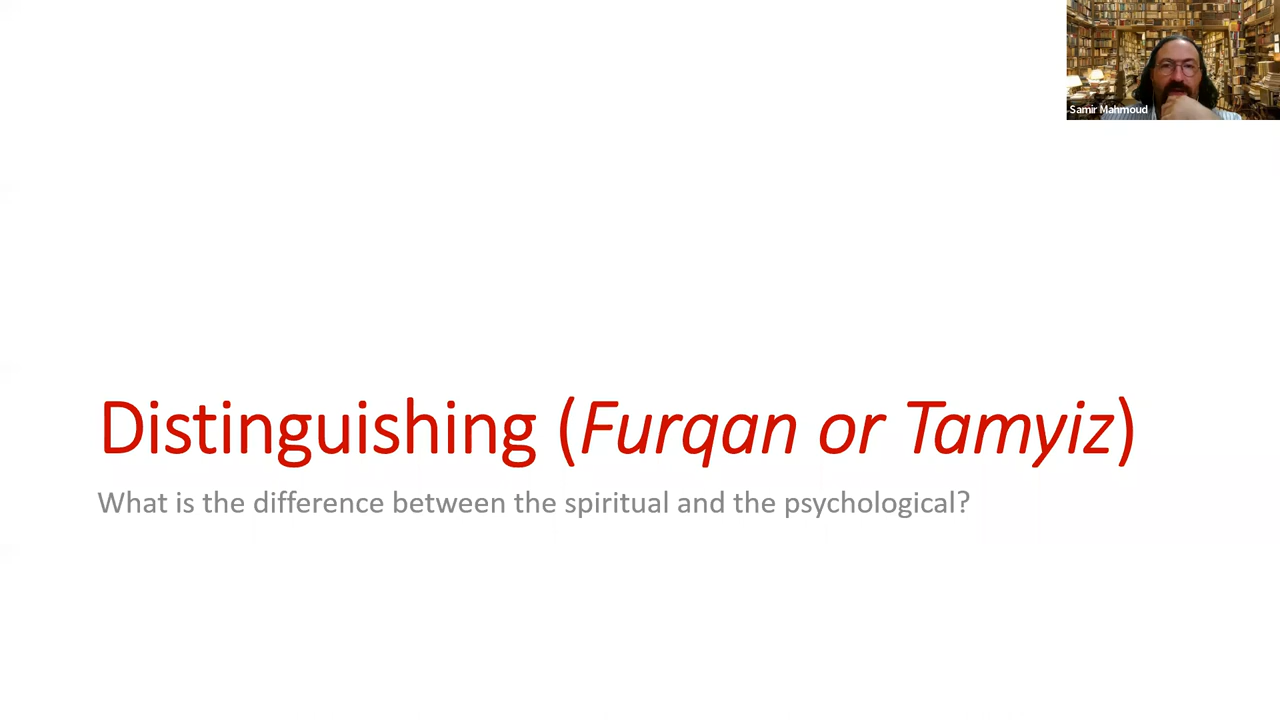 Samir Mahmoud
Distinguishing (Furqan or Tamyiz)
What is the difference between the spiritual and the psychological?